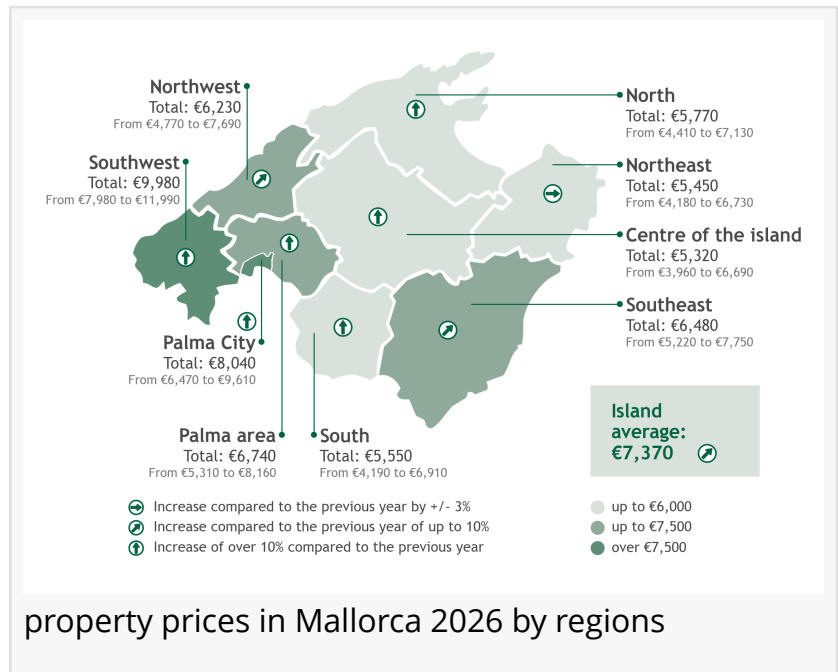 Northwest
Total: €6,230
From €4,770 to €7,690
Southwest
Total: €9,980
From €7,980 to €11,990
Palma City
Total: €8,040
From €6,470 to €9,610
Palma area
Total: €6,740
From €5,310 to €8,160
South
Total: €5,550
From €4,190 to €6,910
North
Total: €5,770
From €4,410 to €7,130
Northeast
Total: €5,450
From €4,180 to €6,730
Centre of the island
Total: €5,320
From €3,960 to €6,690
Southeast
Total: €6,480
From €5,220 to €7,750
Island
average:
€7,370
Increase compared to the previous year by +/- 3%
Increase compared to the previous year of up to 10%
Increase of over 10% compared to the previous year
up to €6,000
up to €7,500
over €7,500
property prices in Mallorca 2026 by regions